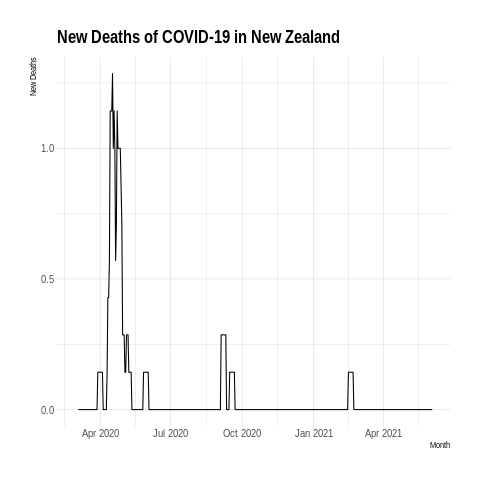 New Deaths of COVID-19 in New Zealand
New Deaths
1.0
0.5
0.0
Apr 2020 Jul 2020 Oct 2020 Jan 2021 Apr 2021
Month